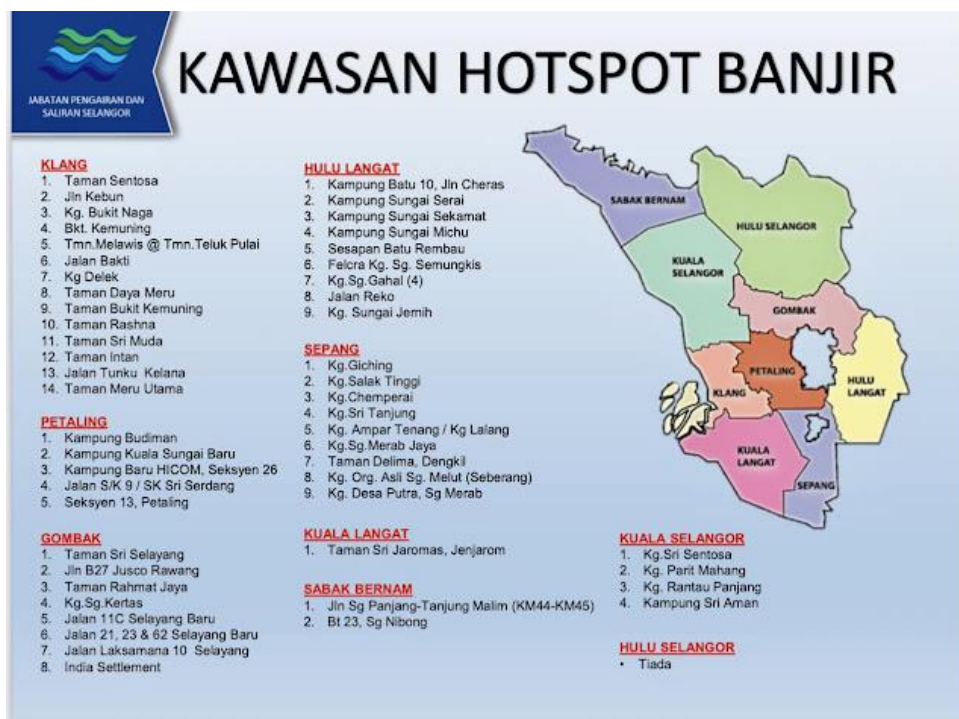 JABATAN PENGAIRAN DAN
SALIRAN SELANGOR
KAWASAN HOTSPOT BANJIR
KLANG
1. Taman Sentosa
2. Jln Kebun
3. Kg. Bukit Naga
4. Bkt. Kemuning
5. Tmn.Melawis @ Tmn.Teluk Pulai
6. Jalan Bakti
7. Kg Delek
8. Taman Daya Meru
9. Taman Bukit Kemuning
10. Taman Rashna
11. Taman Sri Muda
12. Taman Intan
13. Jalan Tunku Kelana
14. Taman Meru Utama
PETALING
1. Kampung Budiman
2. Kampung Kuala Sungai Baru
3. Kampung Baru HICOM, Seksyen 26
4. Jalan S/K 9 / SK Sri Serdang
5. Seksyen 13, Petaling
GOMBAK
1. Taman Sri Selayang
2. Jln B27 Jusco Rawang
3. Taman Rahmat Jaya
4. Kg.Sg.Kertas
5. Jalan 11C Selayang Baru
6. Jalan 21, 23 & 62 Selayang Baru
7. Jalan Laksamana 10 Selayang
8. India Settlement
HULU LANGAT
1. Kampung Batu 10, Jln Cheras
2. Kampung Sungai Serai
3. Kampung Sungai Sekamat
4. Kampung Sungai Michu
5. Sesapan Batu Rembau
6. Felcra Kg. Sg. Semungkis
7. Kg.Sg.Gahal (4)
8. Jalan Reko
9. Kg. Sungai Jernih
SEPANG
1. Kg.Giching
2. Kg.Salak Tinggi
3. Kg.Chemperai
4. Kg.Sri Tanjung
5. Kg. Ampar Tenang / Kg Lalang
6. Kg.Sg.Merab Jaya
7. Taman Delima, Dengkil
8. Kg. Org. Asli Sg. Melut (Seberang)
9. Kg. Desa Putra, Sg Merab
KUALA LANGAT
1. Taman Sri Jaromas, Jenjarom
SABAK BERNAM
1. Jln Sg Panjang-Tanjung Malim (KM44-KM45)
2. Bt 23, Sg Nibong
SABAK BERNAM
HULU SELANGOR
KUALA
SELANGOR
GOMBAK
PETALING
KLANG
HULU
LANGAT
KUALA
LANGAT
SEPANG
KUALA SELANGOR
1. Kg.Sri Sentosa
2. Kg. Parit Mahang
3. Kg. Rantau Panjang
4. Kampung Sri Aman
HULU SELANGOR
• Tiada